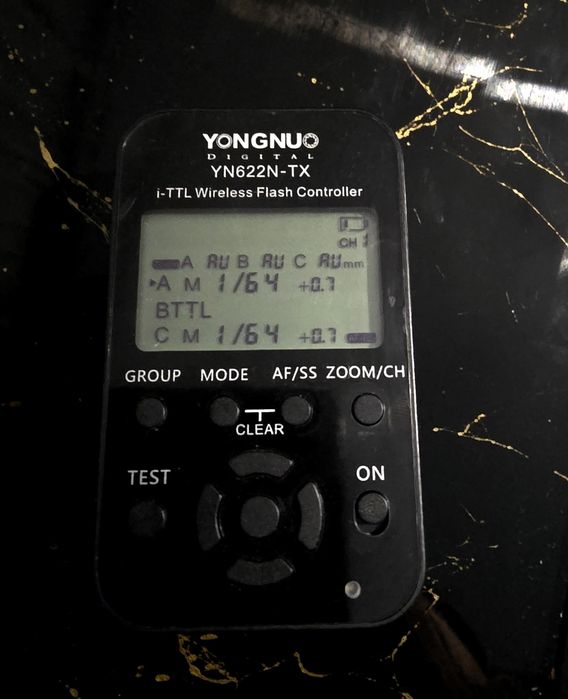 YONGNUO
DIGITAL
YN622N-TX
i-TTL Wireless Flash Controller
CH 1
A AU B AU C AU mm
A M 1/64 +0.7
B TTL
C M 1/64 +0.7
GROUP MODE AF/SS ZOOM/CH
CLEAR
TEST ON